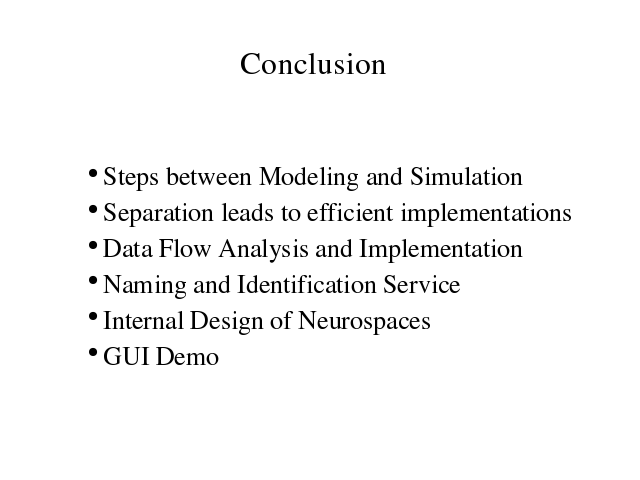 Conclusion
• Steps between Modeling and Simulation
• Separation leads to efficient implementations
• Data Flow Analysis and Implementation
• Naming and Identification Service
• Internal Design of Neurospaces
• GUI Demo